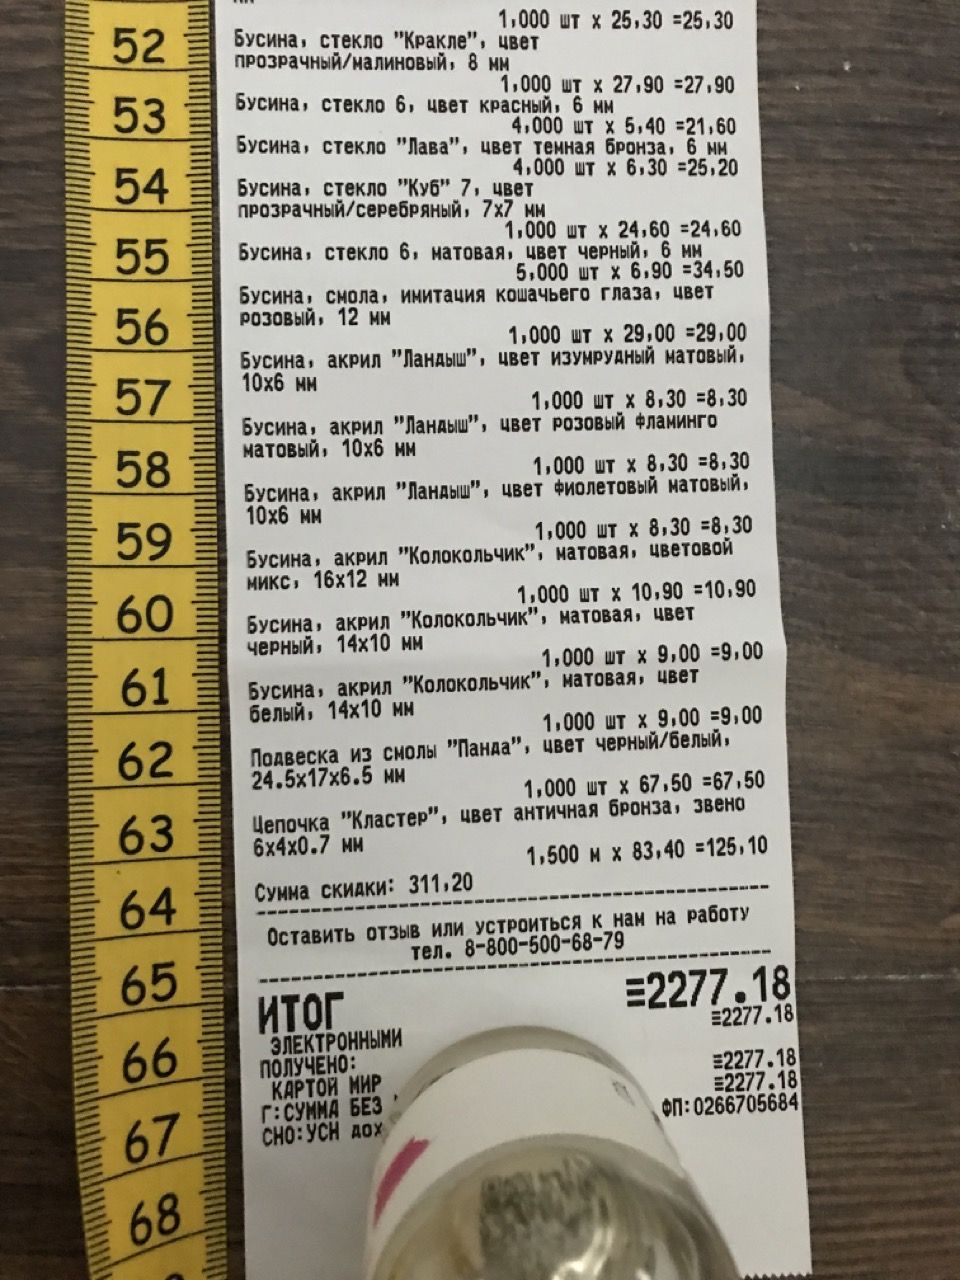 1,000 шт x 25,30 =25,30
Бусина, стекло "Кракле", цвет
прозрачный/малиновый, 8 мм
1,000 шт x 27,90 =27,90
Бусина, стекло 6, цвет красный, 6 мм
4,000 шт x 5,40 =21,60
Бусина, стекло "Лава", цвет темная бронза, 6 мм
4,000 шт x 6,30 =25,20
Бусина, стекло "Куб" 7, цвет
прозрачный/серебряный, 7x7 мм
1,000 шт x 24,60 =24,60
Бусина, стекло 6, матовая, цвет черный, 6 мм
5,000 шт x 6,90 =34,50
Бусина, смола, имитация кошачьего глаза, цвет
розовый, 12 мм
1,000 шт x 29,00 =29,00
Бусина, акрил "Ландыш", цвет изумрудный матовый,
10x6 мм
1,000 шт x 8,30 =8,30
Бусина, акрил "Ландыш", цвет розовый фламинго
матовый, 10x6 мм
1,000 шт x 8,30 =8,30
Бусина, акрил "Ландыш", цвет фиолетовый матовый,
10x6 мм
1,000 шт x 8,30 =8,30
Бусина, акрил "Колокольчик", матовая, цветовой
микс, 16x12 мм
1,000 шт x 10,90 =10,90
Бусина, акрил "Колокольчик", матовая, цвет
черный, 14x10 мм
1,000 шт x 9,00 =9,00
Бусина, акрил "Колокольчик", матовая, цвет
белый, 14x10 мм
1,000 шт x 9,00 =9,00
Подвеска из смолы "Панда", цвет черный/белый,
24.5x17x6.5 мм
1,000 шт x 67,50 =67,50
Цепочка "Кластер", цвет античная бронза, звено
6x4x0.7 мм
1,500 м x 83,40 =125,10
Сумма скидки: 311,20
Оставить отзыв или устроиться к нам на работу
тел. 8-800-500-68-79
ИТОГ ≡2277.18
ЭЛЕКТРОННЫМИ ≡2277.18
ПОЛУЧЕНО:
КАРТОЙ МИР ≡2277.18
Г:СУММА БЕЗ ≡2277.18
СНО:УСН дох ФП:0266705684
52
53
54
55
56
57
58
59
60
61
62
63
64
65
66
67
68